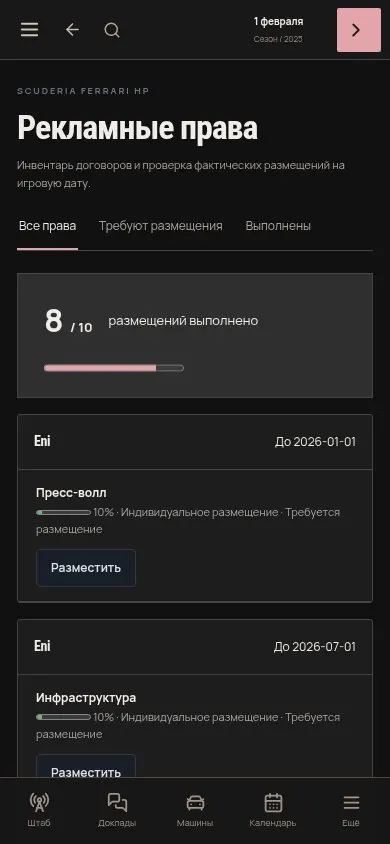 1 февраля
Сезон / 2025
SCUDERIA FERRARI HP
Рекламные права
Инвентарь договоров и проверка фактических размещений на
игровую дату.
Все права
Требуют размещения
Выполнены
8 / 10 размещений выполнено
Eni
До 2026-01-01
Пресс-волл
10% · Индивидуальное размещение · Требуется
размещение
Разместить
Eni
До 2026-07-01
Инфраструктура
10% · Индивидуальное размещение · Требуется
размещение
Разместить
Штаб
Доклады
Машины
Календарь
Ещё